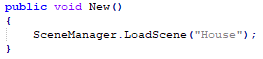 public void New()
{
    SceneManager.LoadScene("House");
}